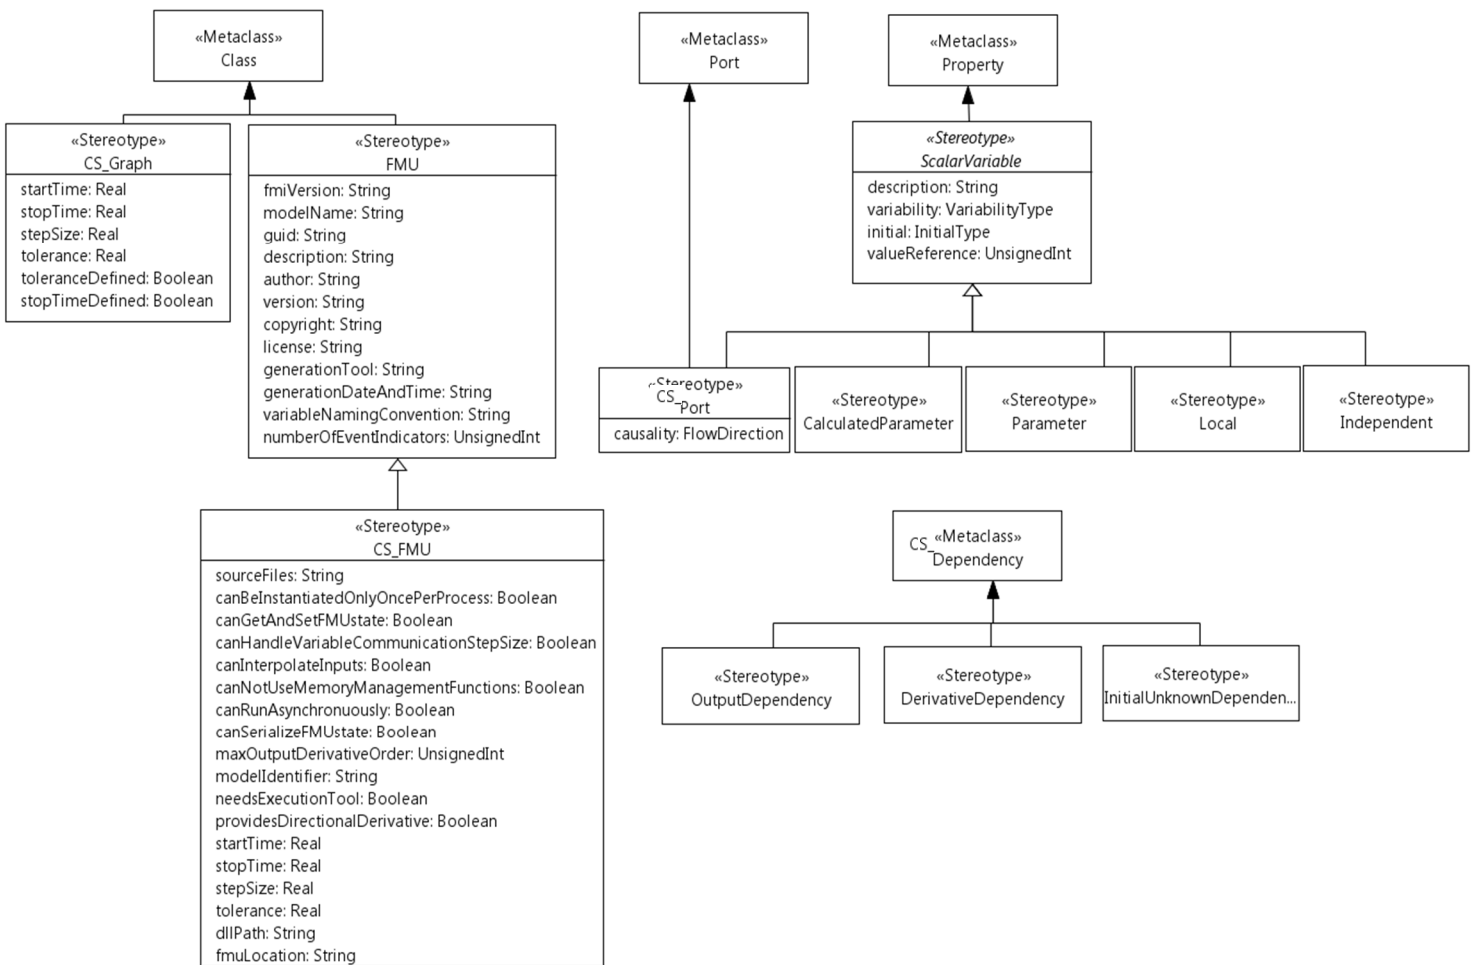 «Metaclass»
Class
«Stereotype»
CS_Graph
startTime: Real
stopTime: Real
stepSize: Real
tolerance: Real
toleranceDefined: Boolean
stopTimeDefined: Boolean
«Stereotype»
FMU
fmiVersion: String
modelName: String
guid: String
description: String
author: String
version: String
copyright: String
license: String
generationTool: String
generationDateAndTime: String
variableNamingConvention: String
numberOfEventIndicators: UnsignedInt
«Stereotype»
CS_FMU
sourceFiles: String
canBeInstantiatedOnlyOncePerProcess: Boolean
canGetAndSetFMUstate: Boolean
canHandleVariableCommunicationStepSize: Boolean
canInterpolateInputs: Boolean
canNotUseMemoryManagementFunctions: Boolean
canRunAsynchronuously: Boolean
canSerializeFMUstate: Boolean
maxOutputDerivativeOrder: UnsignedInt
modelIdentifier: String
needsExecutionTool: Boolean
providesDirectionalDerivative: Boolean
startTime: Real
stopTime: Real
stepSize: Real
tolerance: Real
dllPath: String
fmuLocation: String
«Metaclass»
Port
«Metaclass»
Property
«Stereotype»
ScalarVariable
description: String
variability: VariabilityType
initial: InitialType
valueReference: UnsignedInt
«Stereotype»
CS_Port
causality: FlowDirection
«Stereotype»
CalculatedParameter
«Stereotype»
Parameter
«Stereotype»
Local
«Stereotype»
Independent
«Metaclass»
CS_Dependency
«Stereotype»
OutputDependency
«Stereotype»
DerivativeDependency
«Stereotype»
InitialUnknownDependen...